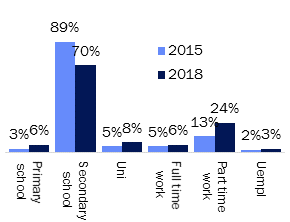 89%
70%
2015
2018
3% 6%
5% 8%
5% 6%
13% 24%
2% 3%
Primary
school
Secondary
school
Uni
Full time
work
Part time
work
Uempl